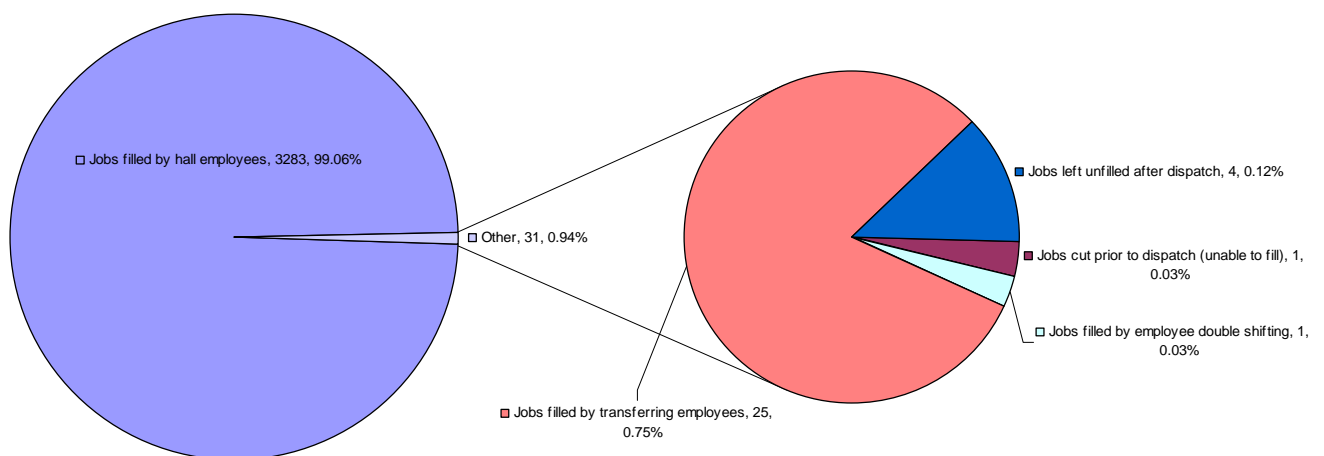 Jobs filled by hall employees, 3283, 99.06%
Other, 31, 0.94%
Jobs left unfilled after dispatch, 4, 0.12%
Jobs cut prior to dispatch (unable to fill), 1,
0.03%
Jobs filled by employee double shifting, 1,
0.03%
Jobs filled by transferring employees, 25,
0.75%